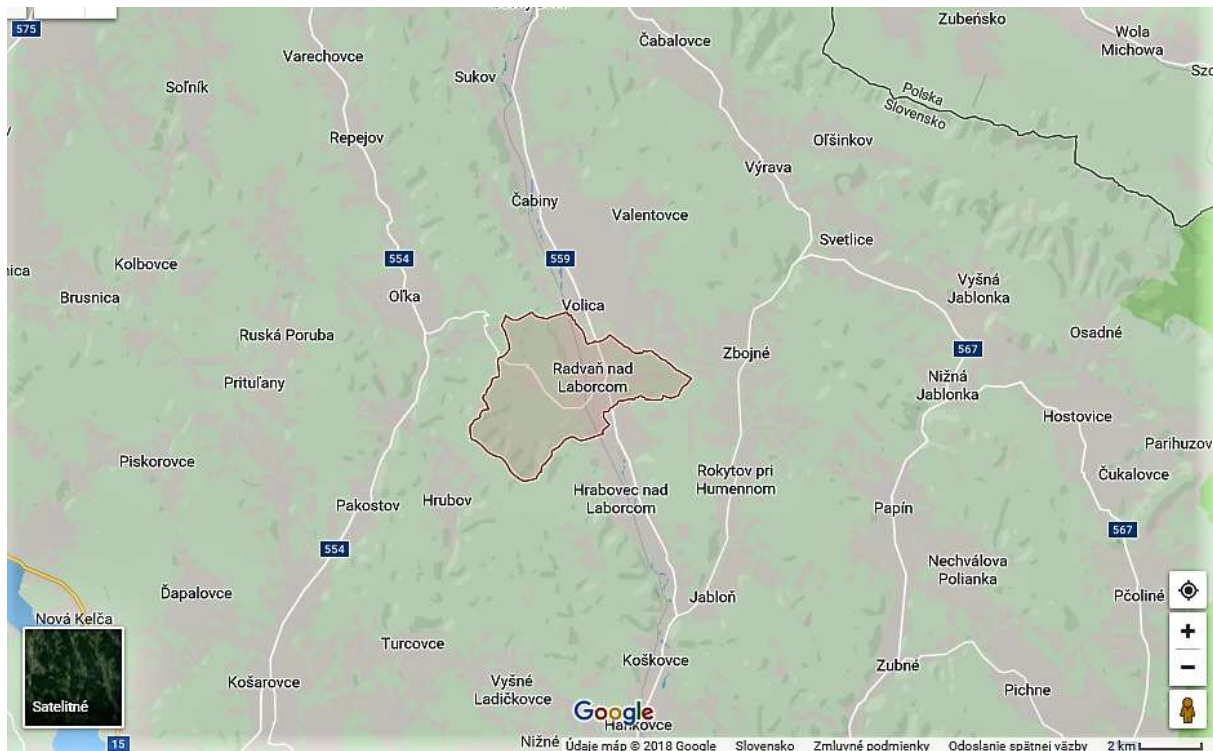 575
Varechovce
Čabalovce
Zubeńsko
Wola
Michowa
Soľník
Sukov
Polska
Slovensko
Repejov
Oľšinkov
Výrava
Čabiny
Valentovce
Svetlice
Kolbovce
554
559
Brusnica
Oľka
Volica
Vyšná
Jablonka
Ruská Poruba
Osadné
Zbojné
567
Radvaň nad
Laborcom
Prituľany
Nižná
Jablonka
Hostovice
Piskorovce
Parihuzov
Rokytov pri
Humennom
Čukalovce
Hrubov
Hrabovec nad
Laborcom
Pakostov
Papín
567
554
Nechválova
Polianka
Ďapalovce
Jabloň
Pčoliné
Nová Kelča
Turcovce
Koškovce
Zubné
Košarovce
Vyšné
Ladičkovce
Pichne
Satelitné
Google
Hankovce
15
Nižné
Údaje máp © 2018 Google Slovensko Zmluvné podmienky Odoslanie spätnej väzby 2 km